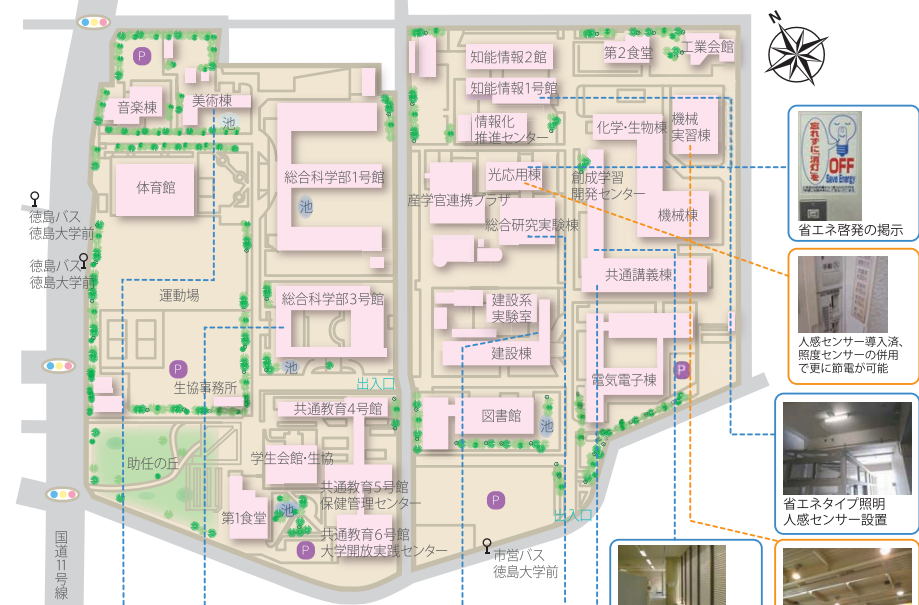 N
P
知能情報2館
第2食堂
工業会館
音楽棟
美術棟
池
知能情報1号館
情報化
推進センター
化学・生物棟
機械
実習棟
忘れずに「消灯」を
OFF
Save Energy
省エネ啓発の掲示
体育館
総合科学部1号館
池
産学官連携プラザ
光応用棟
創成学習
開発センター
機械棟
総合研究実験棟
徳島バス
徳島大学前
徳島バス
徳島大学前
運動場
共通講義棟
総合科学部3号館
建設系
実験室
建設棟
人感センサー導入済、
照度センサーの併用
で更に節電が可能
P
生協事務所
池
出入口
電気電子棟
P
共通教育4号館
図書館
池
助任の丘
学生会館・生協
共通教育5号館
保健管理センター
第1食堂
池
共通教育6号館
P
大学開放実践センター
P
出入口
市営バス
徳島大学前
省エネタイプ照明
人感センサー設置
国道11号線